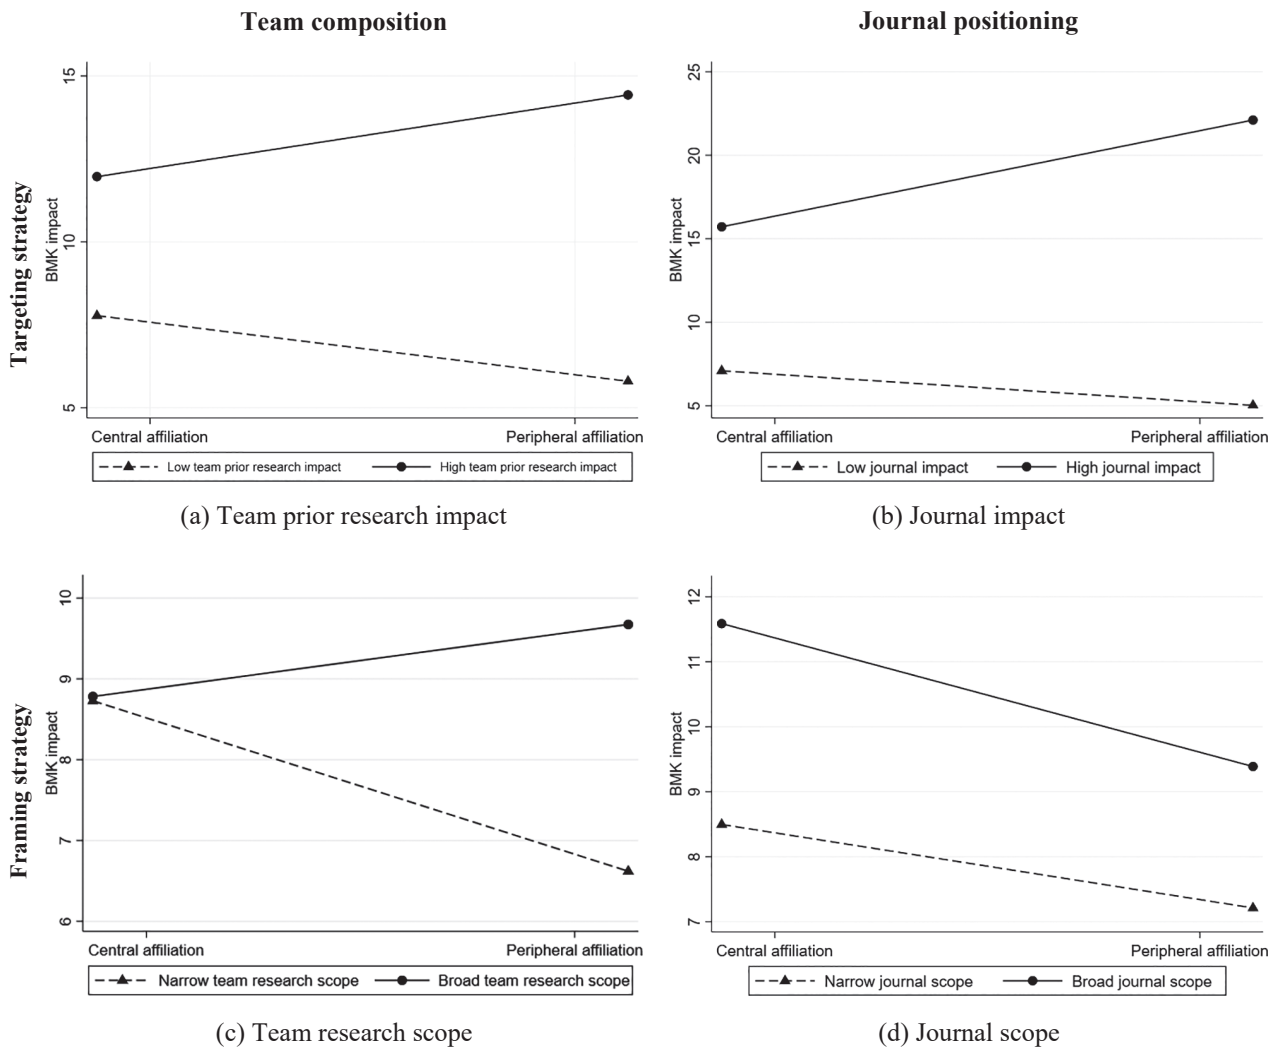 Team composition
Journal positioning
Targeting strategy
15
10
5
BMK impact
Central affiliation
Peripheral affiliation
Low team prior research impact
High team prior research impact
(a) Team prior research impact
25
20
15
10
5
BMK impact
Central affiliation
Peripheral affiliation
Low journal impact
High journal impact
(b) Journal impact
Framing strategy
10
9
8
7
6
BMK impact
Central affiliation
Peripheral affiliation
Narrow team research scope
Broad team research scope
(c) Team research scope
12
11
10
9
8
7
BMK impact
Central affiliation
Peripheral affiliation
Narrow journal scope
Broad journal scope
(d) Journal scope